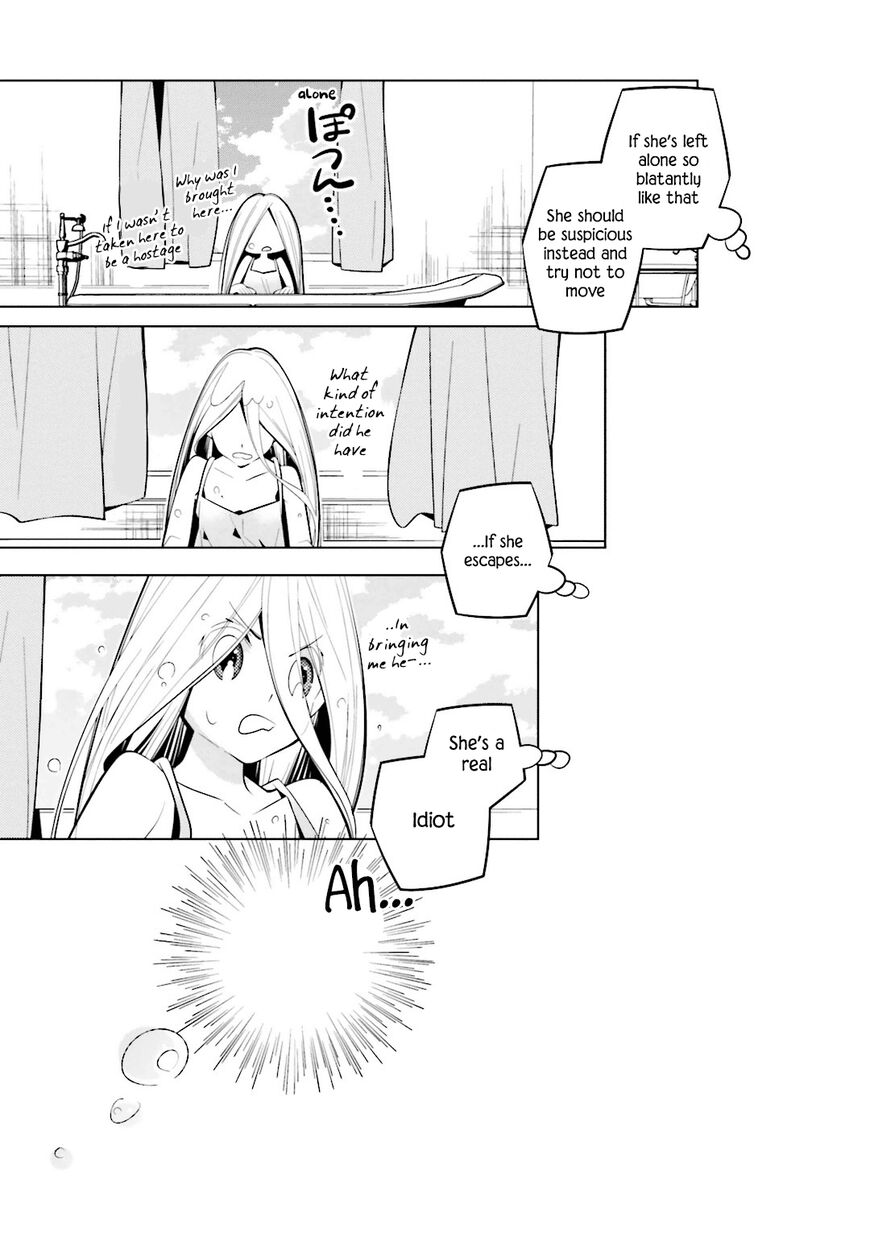 If she's left
alone so
blatantly
like that
She should
be suspicious
instead and
try not to
move
alone
ぽつん....
Why was I
brought
here...
If I wasn't
taken here to
be a hostage
What
kind of
intention
did he
have
...If she
escapes...
..In
bringing
me he-...
She's a
real
Idiot
Ah...